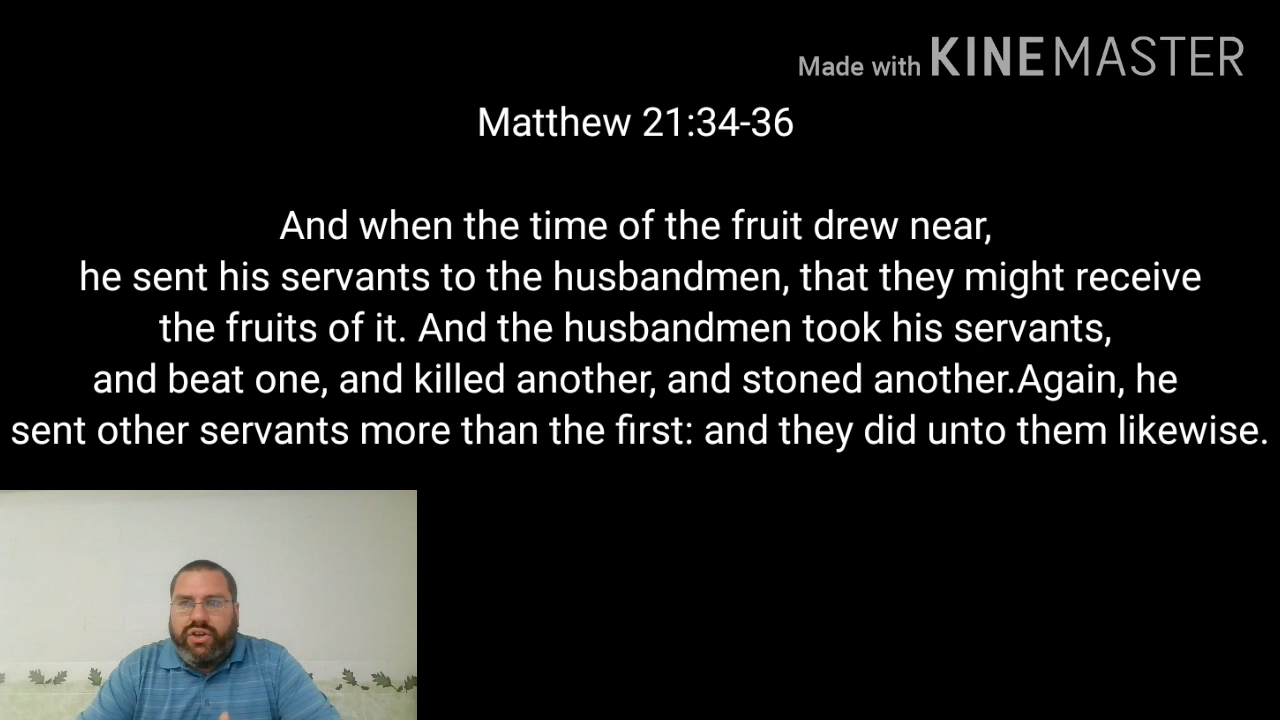 Made with KINEMASTER
Matthew 21:34-36
And when the time of the fruit drew near,
he sent his servants to the husbandmen, that they might receive
the fruits of it. And the husbandmen took his servants,
and beat one, and killed another, and stoned another.Again, he
sent other servants more than the first: and they did unto them likewise.